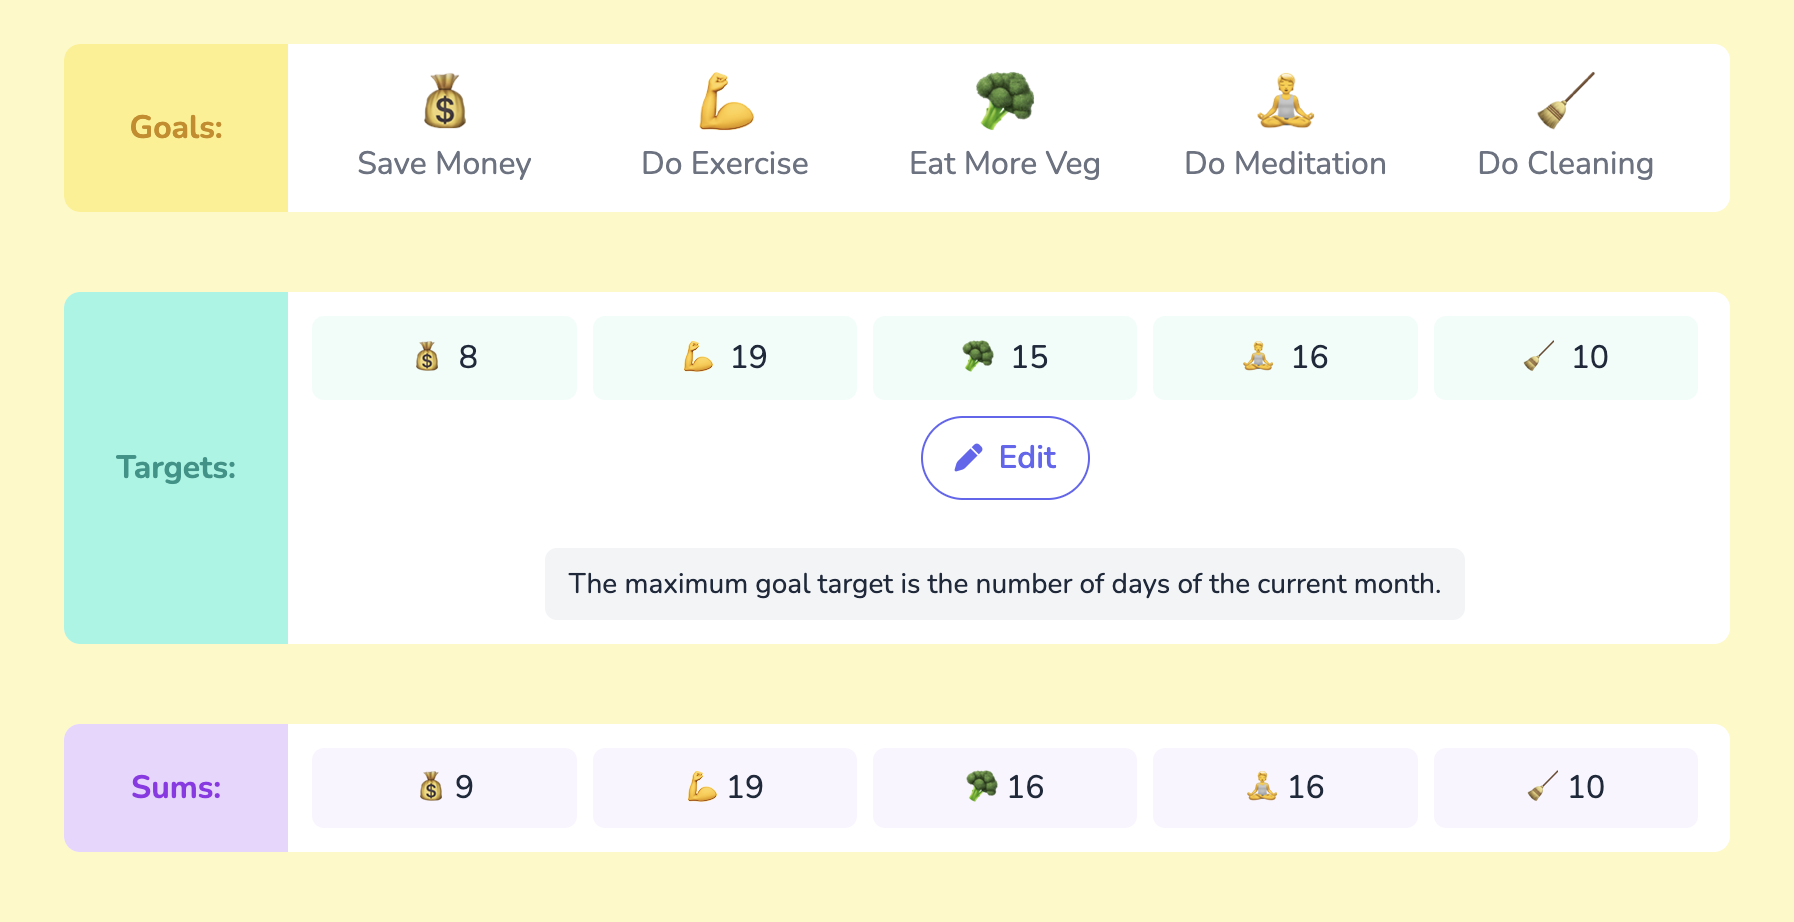 Goals:
Save Money
Do Exercise
Eat More Veg
Do Meditation
Do Cleaning
Targets:
8
19
15
16
10
Edit
The maximum goal target is the number of days of the current month.
Sums:
9
19
16
16
10